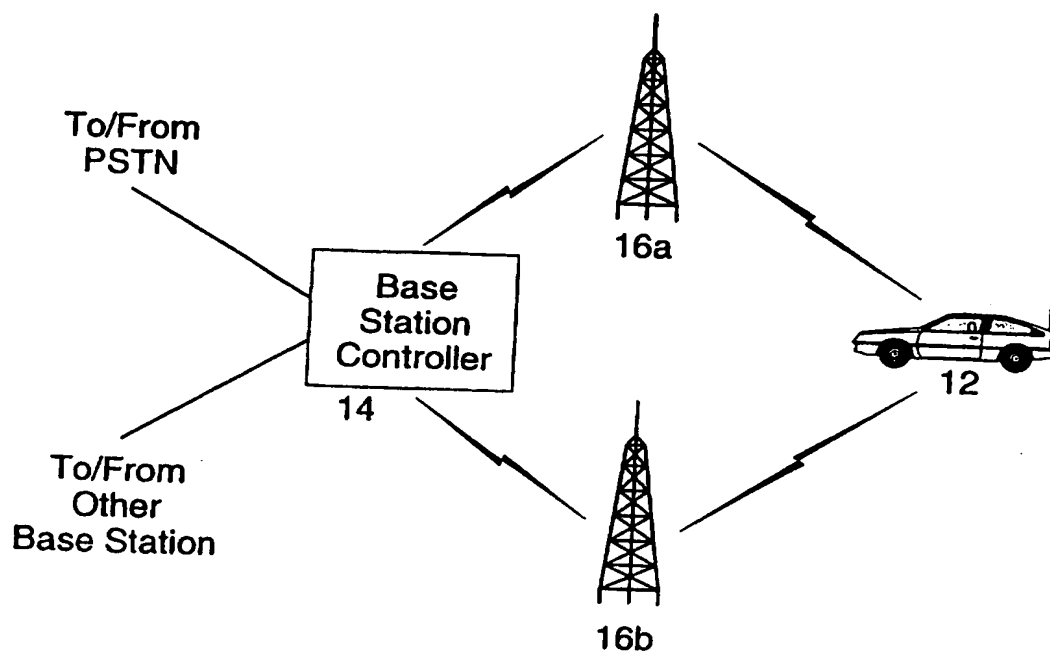 To/From
PSTN
16a
Base
Station
Controller
14
12
To/From
Other
Base Station
16b